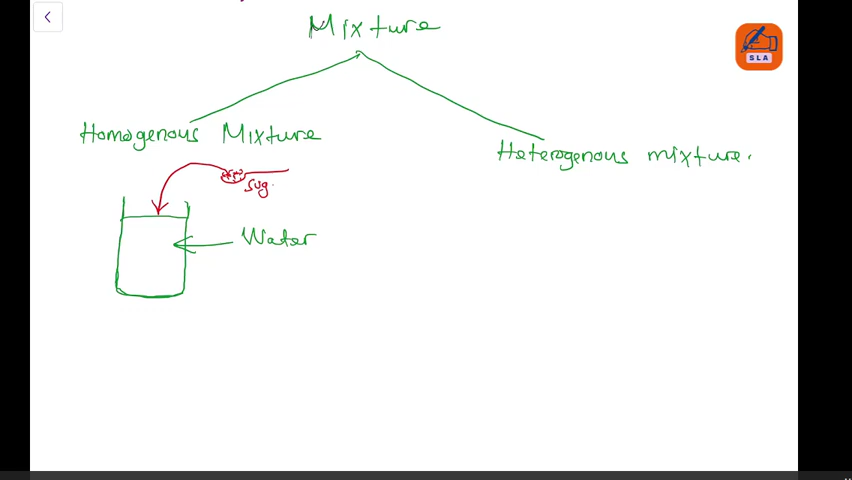 Mixture
SLA
Homogenous Mixture
Heterogenous mixture.
sug.
Water